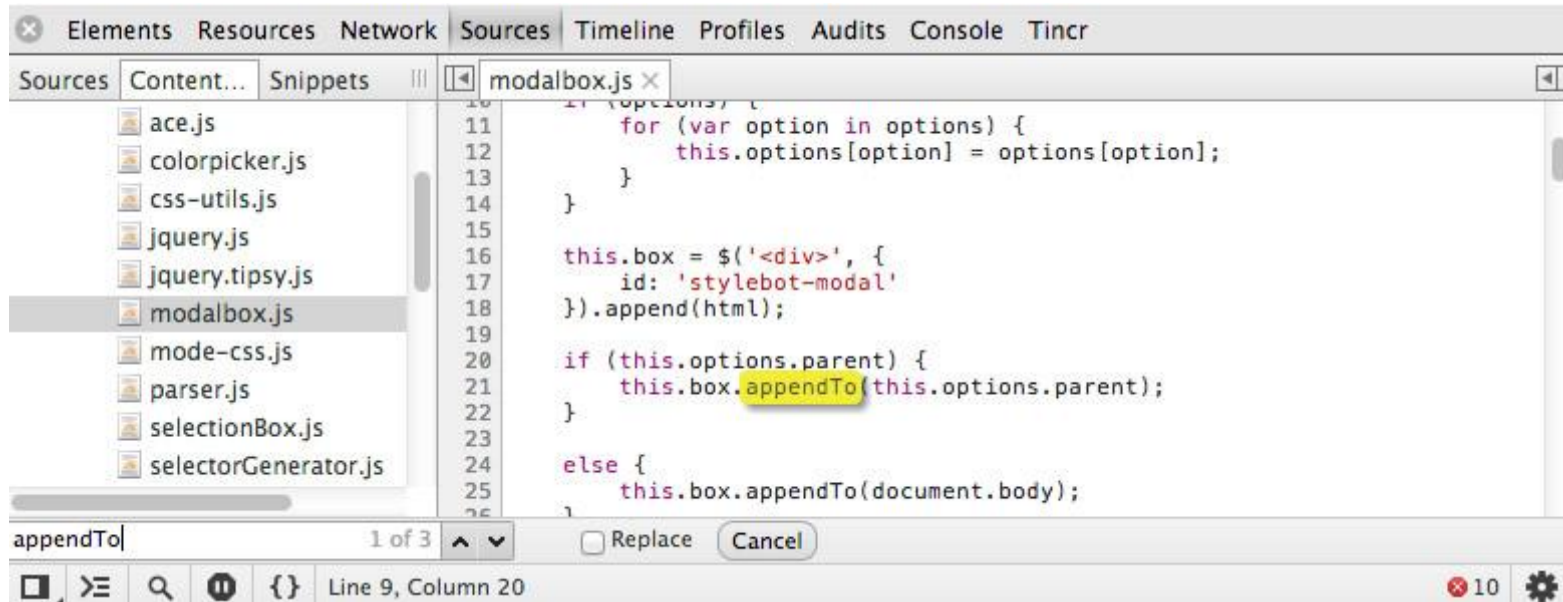 Elements Resources Network Sources Timeline Profiles Audits Console Tincr
Sources Content... Snippets modalbox.js
ace.js
colorpicker.js
css-utils.js
jquery.js
jquery.tipsy.js
modalbox.js
mode-css.js
parser.js
selectionBox.js
selectorGenerator.js
10 if (options) {
11 for (var option in options) {
12 this.options[option] = options[option];
13 }
14 }
15
16 this.box = $('<div>', {
17 id: 'stylebot-modal'
18 }).append(html);
19
20 if (this.options.parent) {
21 this.box.appendTo(this.options.parent);
22 }
23
24 else {
25 this.box.appendTo(document.body);
26 }
appendTo 1 of 3 Replace Cancel
{} Line 9, Column 20 10